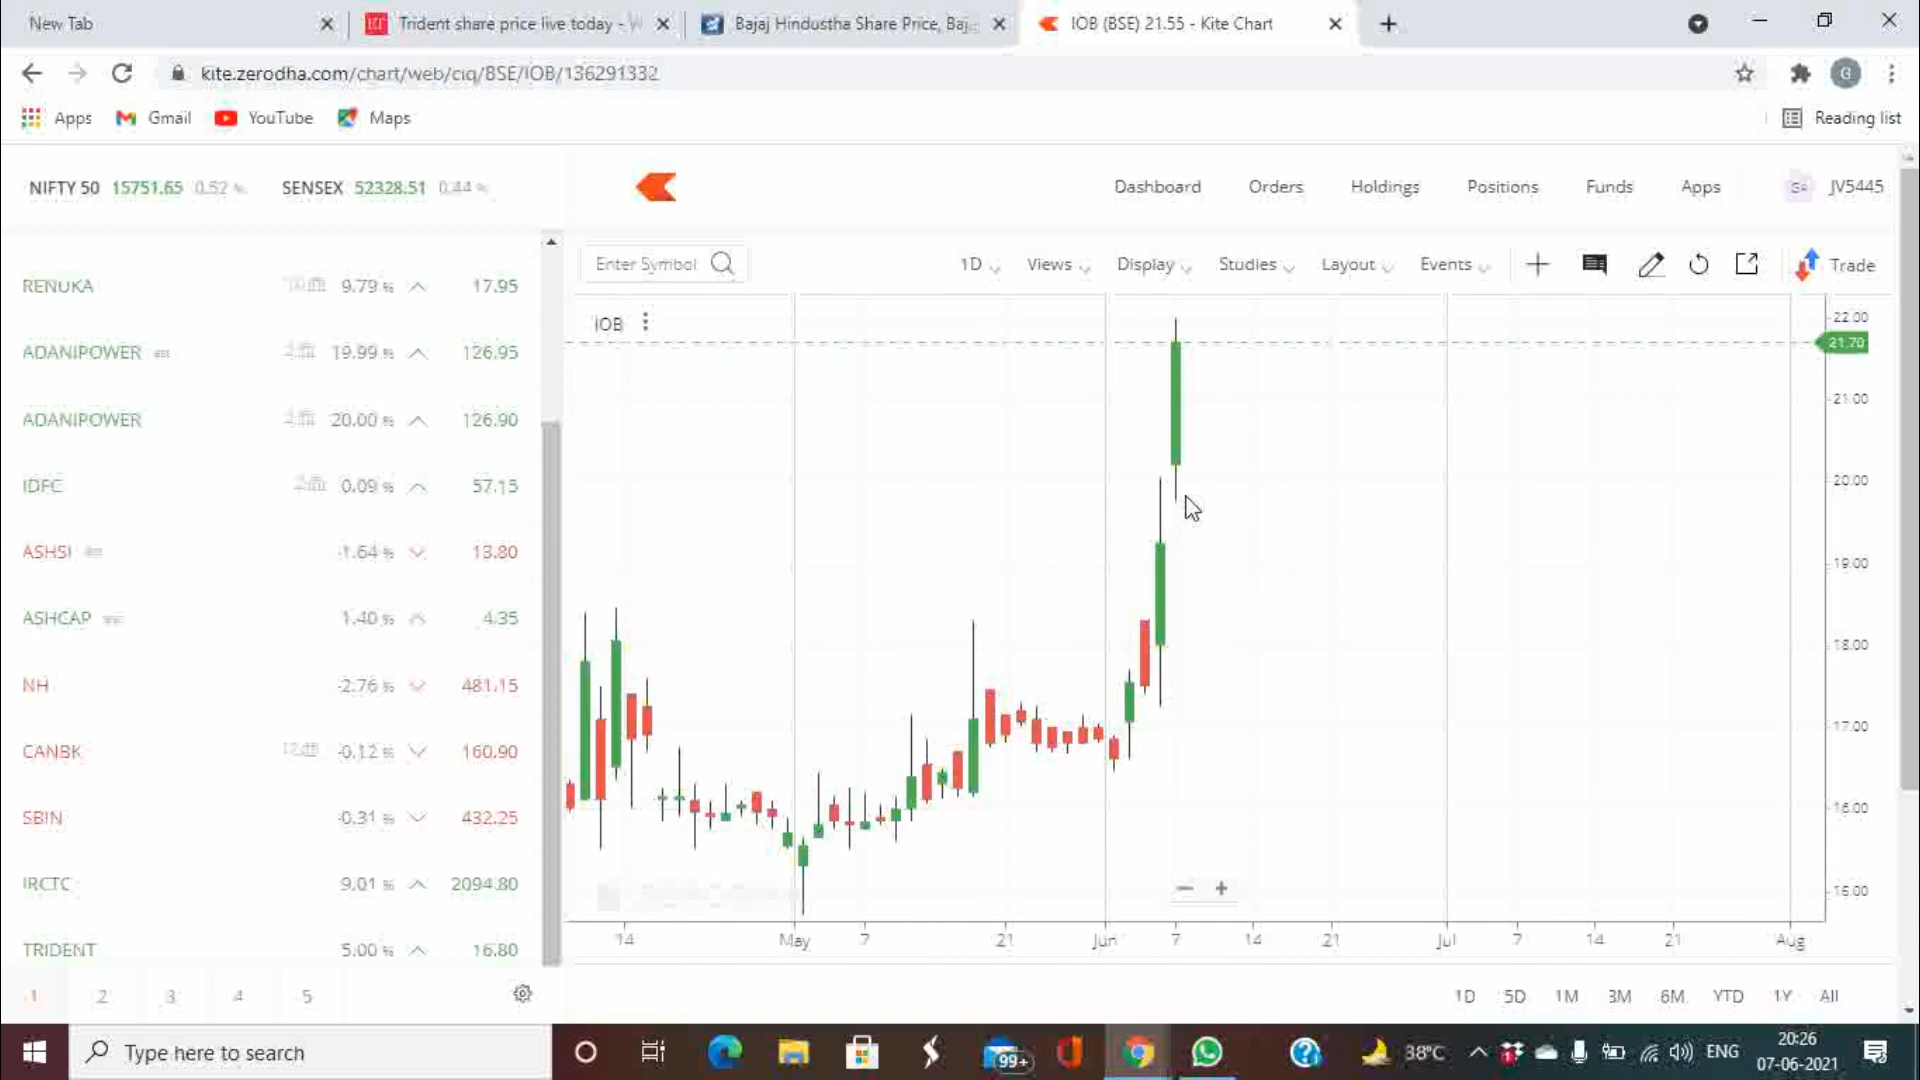 New Tab
Trident share price live today - W
Bajaj Hindustha Share Price, Baj
IOB (BSE) 21.55 - Kite Chart
kite.zerodha.com/chart/web/ciq/BSE/IOB/136291332
G
Apps
Gmail
YouTube
Maps
Reading list
NIFTY 50 15751.65 0.52 %
SENSEX 52328.51 0.44 %
Dashboard
Orders
Holdings
Positions
Funds
Apps
JV5445
Enter Symbol
1D
Views
Display
Studies
Layout
Events
Trade
RENUKA 9.79 % 17.95
ADANIPOWER 19.99 % 126.95
ADANIPOWER 20.00 % 126.90
IDFC 0.09 % 57.15
ASHSI -1.64 % 13.80
ASHCAP 1.40 % 4.35
NH -2.76 % 481.15
CANBK -0.12 % 160.90
SBIN -0.31 % 432.25
IRCTC 9.01 % 2094.80
TRIDENT 5.00 % 16.80
1 2 3 4 5
IOB
22.00
21.70
21.00
20.00
19.00
18.00
17.00
16.00
15.00
14 May 7 21 Jun 7 14 21 Jul 7 14 21 Aug
1D 5D 1M 3M 6M YTD 1Y All
Type here to search
99+
38°C
ENG
20:26
07-06-2021